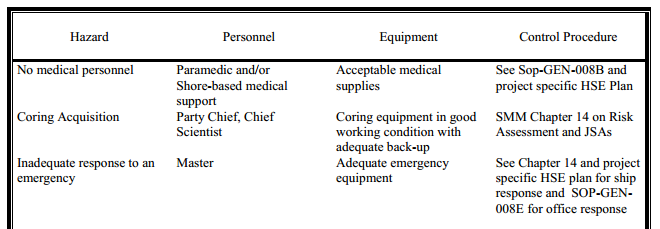 Hazard Personnel Equipment Control Procedure
No medical personnel Paramedic and/or Acceptable medical See Sop-GEN-008B and
Shore-based medical supplies project specific HSE Plan
support
Coring Acquisition Party Chief, Chief Coring equipment in good SMM Chapter 14 on Risk
Scientist working condition with Assessment and JSAs
adequate back-up
Inadequate response to an Master Adequate emergency See Chapter 14 and project
emergency equipment specific HSE plan for ship
response and SOP-GEN-
008E for office response